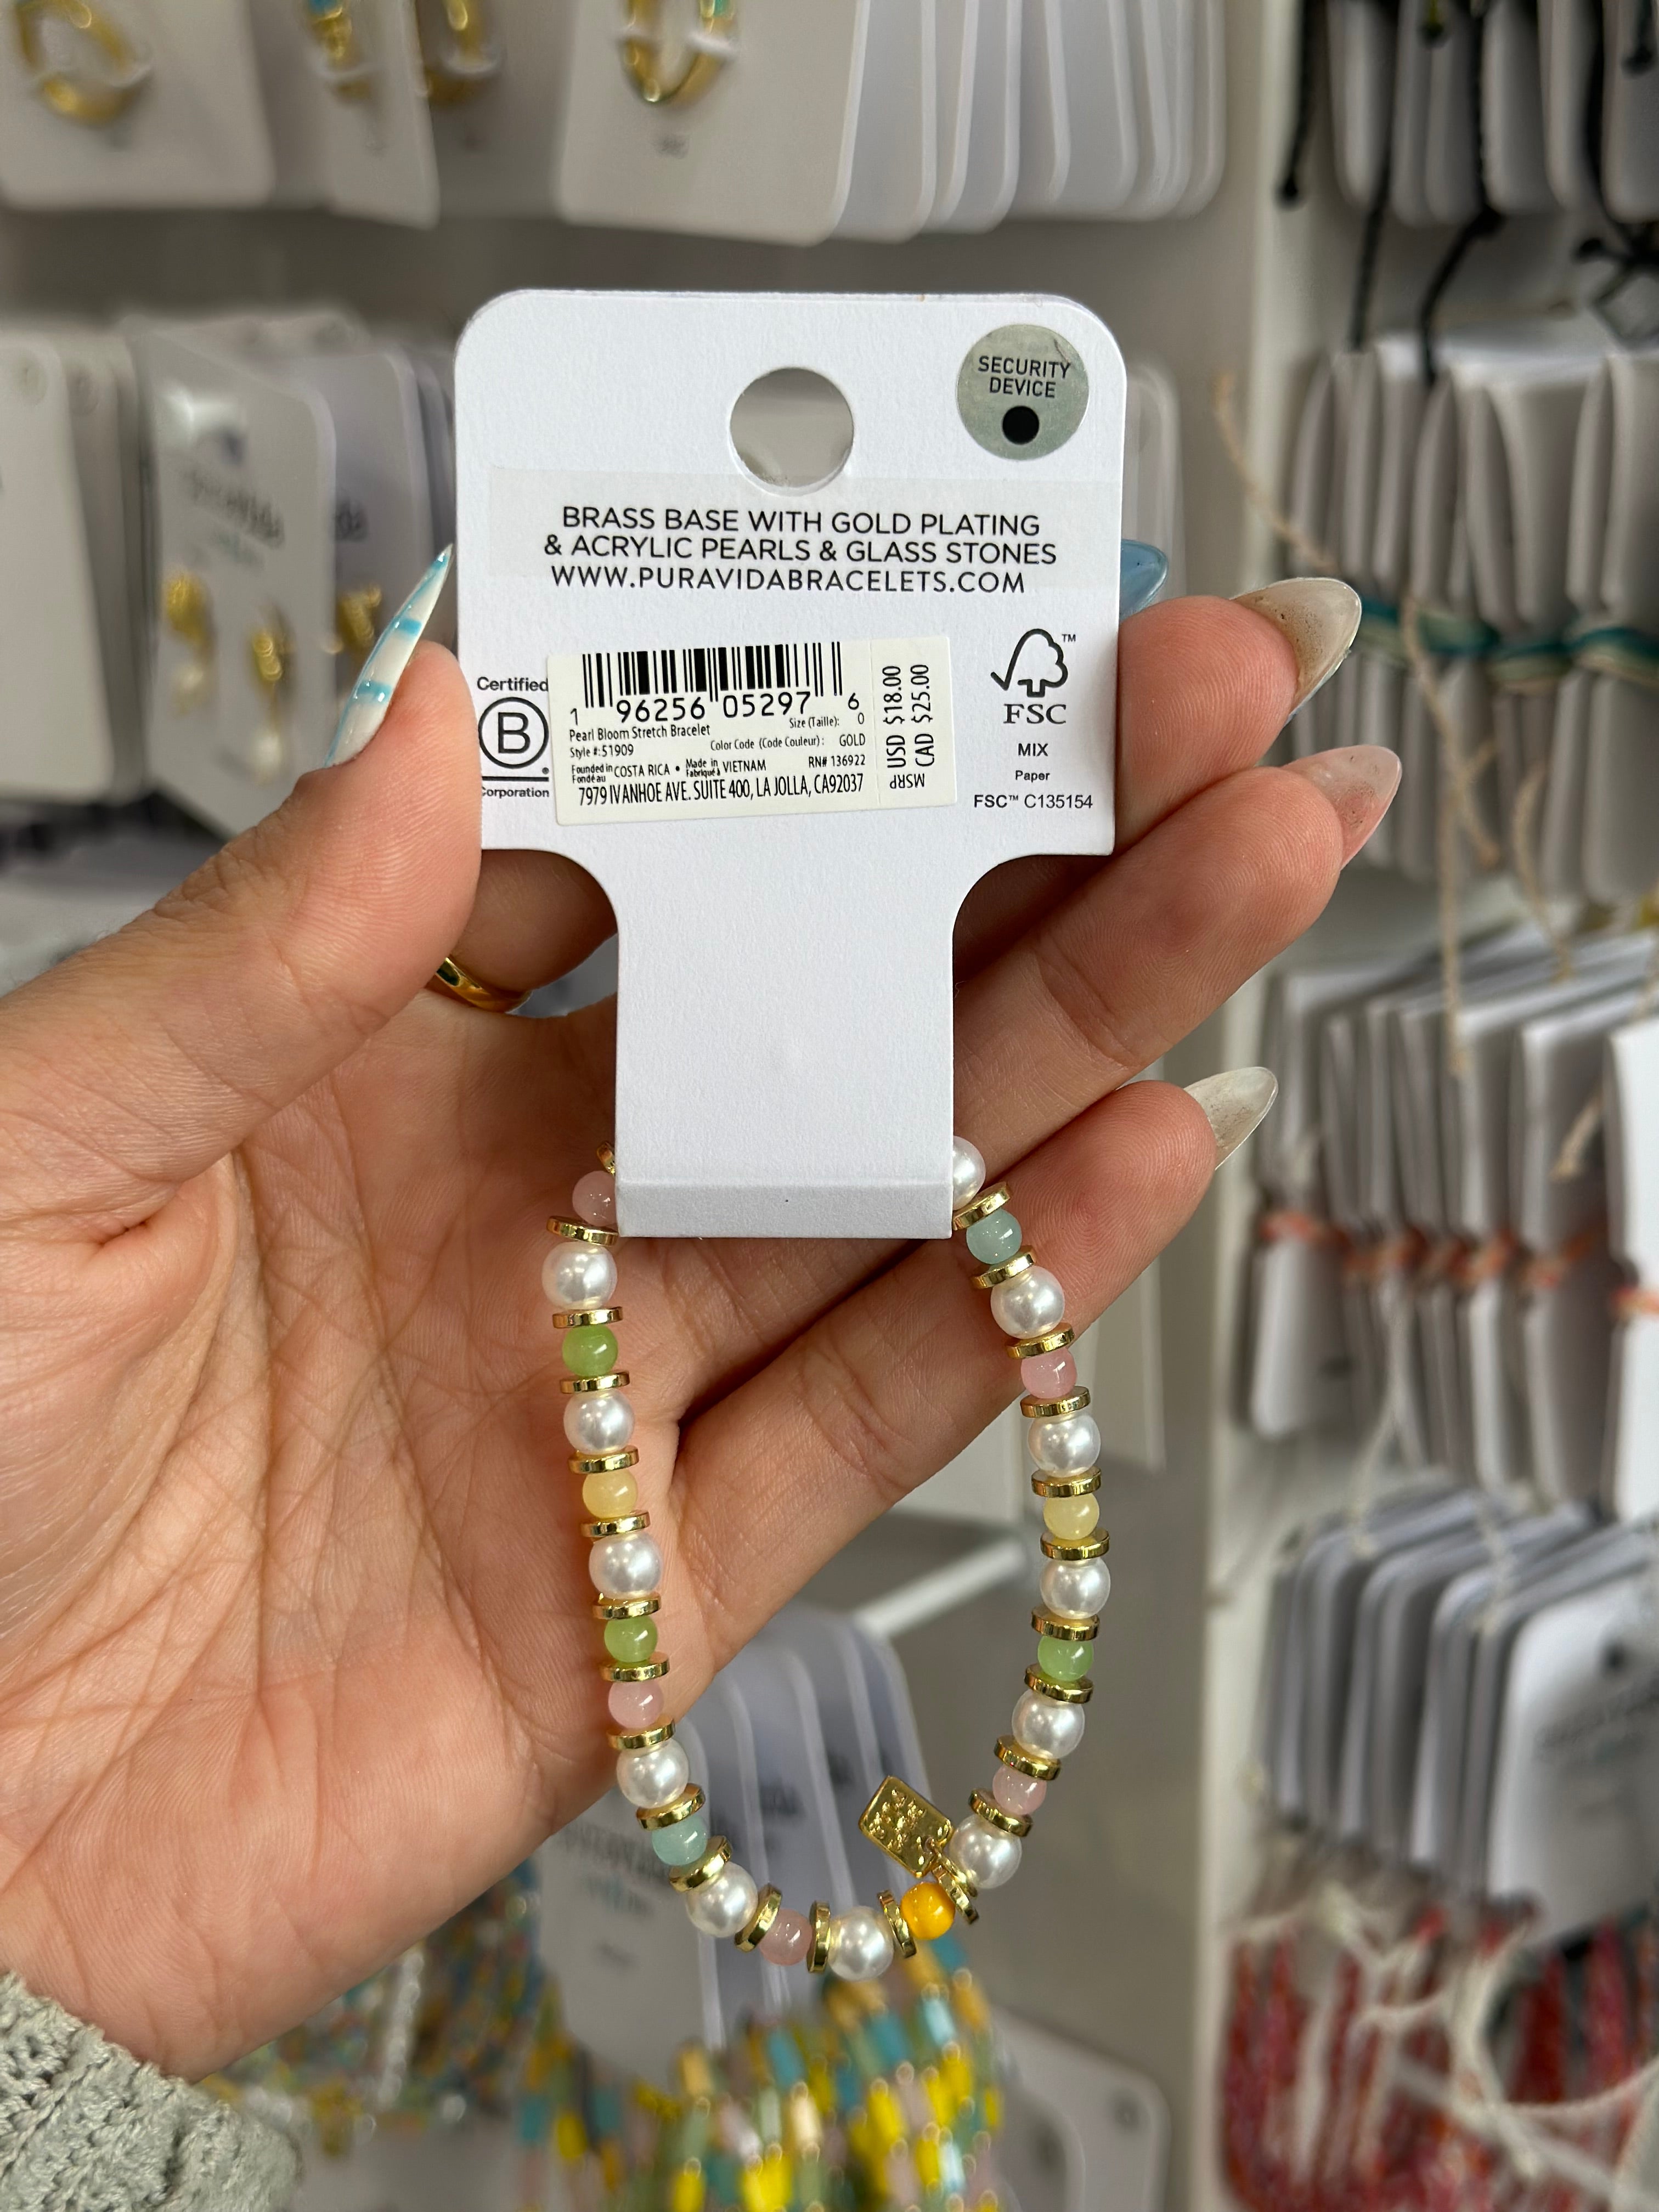 SECURITY
DEVICE
BRASS BASE WITH GOLD PLATING
& ACRYLIC PEARLS & GLASS STONES
WWW.PURAVIDABRACELETS.COM
Certified
B
Corporation
1 96256 05297 6
Pearl Bloom Stretch Bracelet
Size (Taille): 0
Style #: 51909
Color Code (Code Couleur): GOLD
Founded in
Fondé au
COSTA RICA • Made in
Fabriqué à
VIETNAM
RN# 136922
7979 IVANHOE AVE. SUITE 400, LA JOLLA, CA92037
MSRP
USD $18.00
CAD $25.00
FSC
TM
MIX
Paper
FSC™ C135154